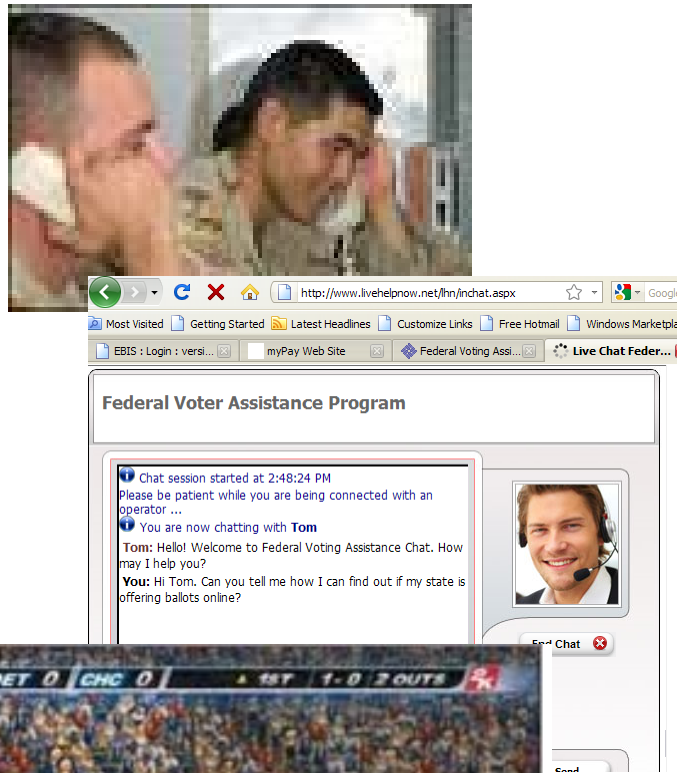 http://www.livehelpnow.net/lhn/inchat.aspx
Google
Most Visited Getting Started Latest Headlines Customize Links Free Hotmail Windows Marketpla
EBIS : Login : versi... myPay Web Site Federal Voting Assi... Live Chat Feder...
Federal Voter Assistance Program
Chat session started at 2:48:24 PM
Please be patient while you are being connected with an
operator ...
You are now chatting with Tom
Tom: Hello! Welcome to Federal Voting Assistance Chat. How
may I help you?
You: Hi Tom. Can you tell me how I can find out if my state is
offering ballots online?
End Chat
DET 0 CHC 0 ▲ 1ST 1-0 2 OUTS 2K
Send